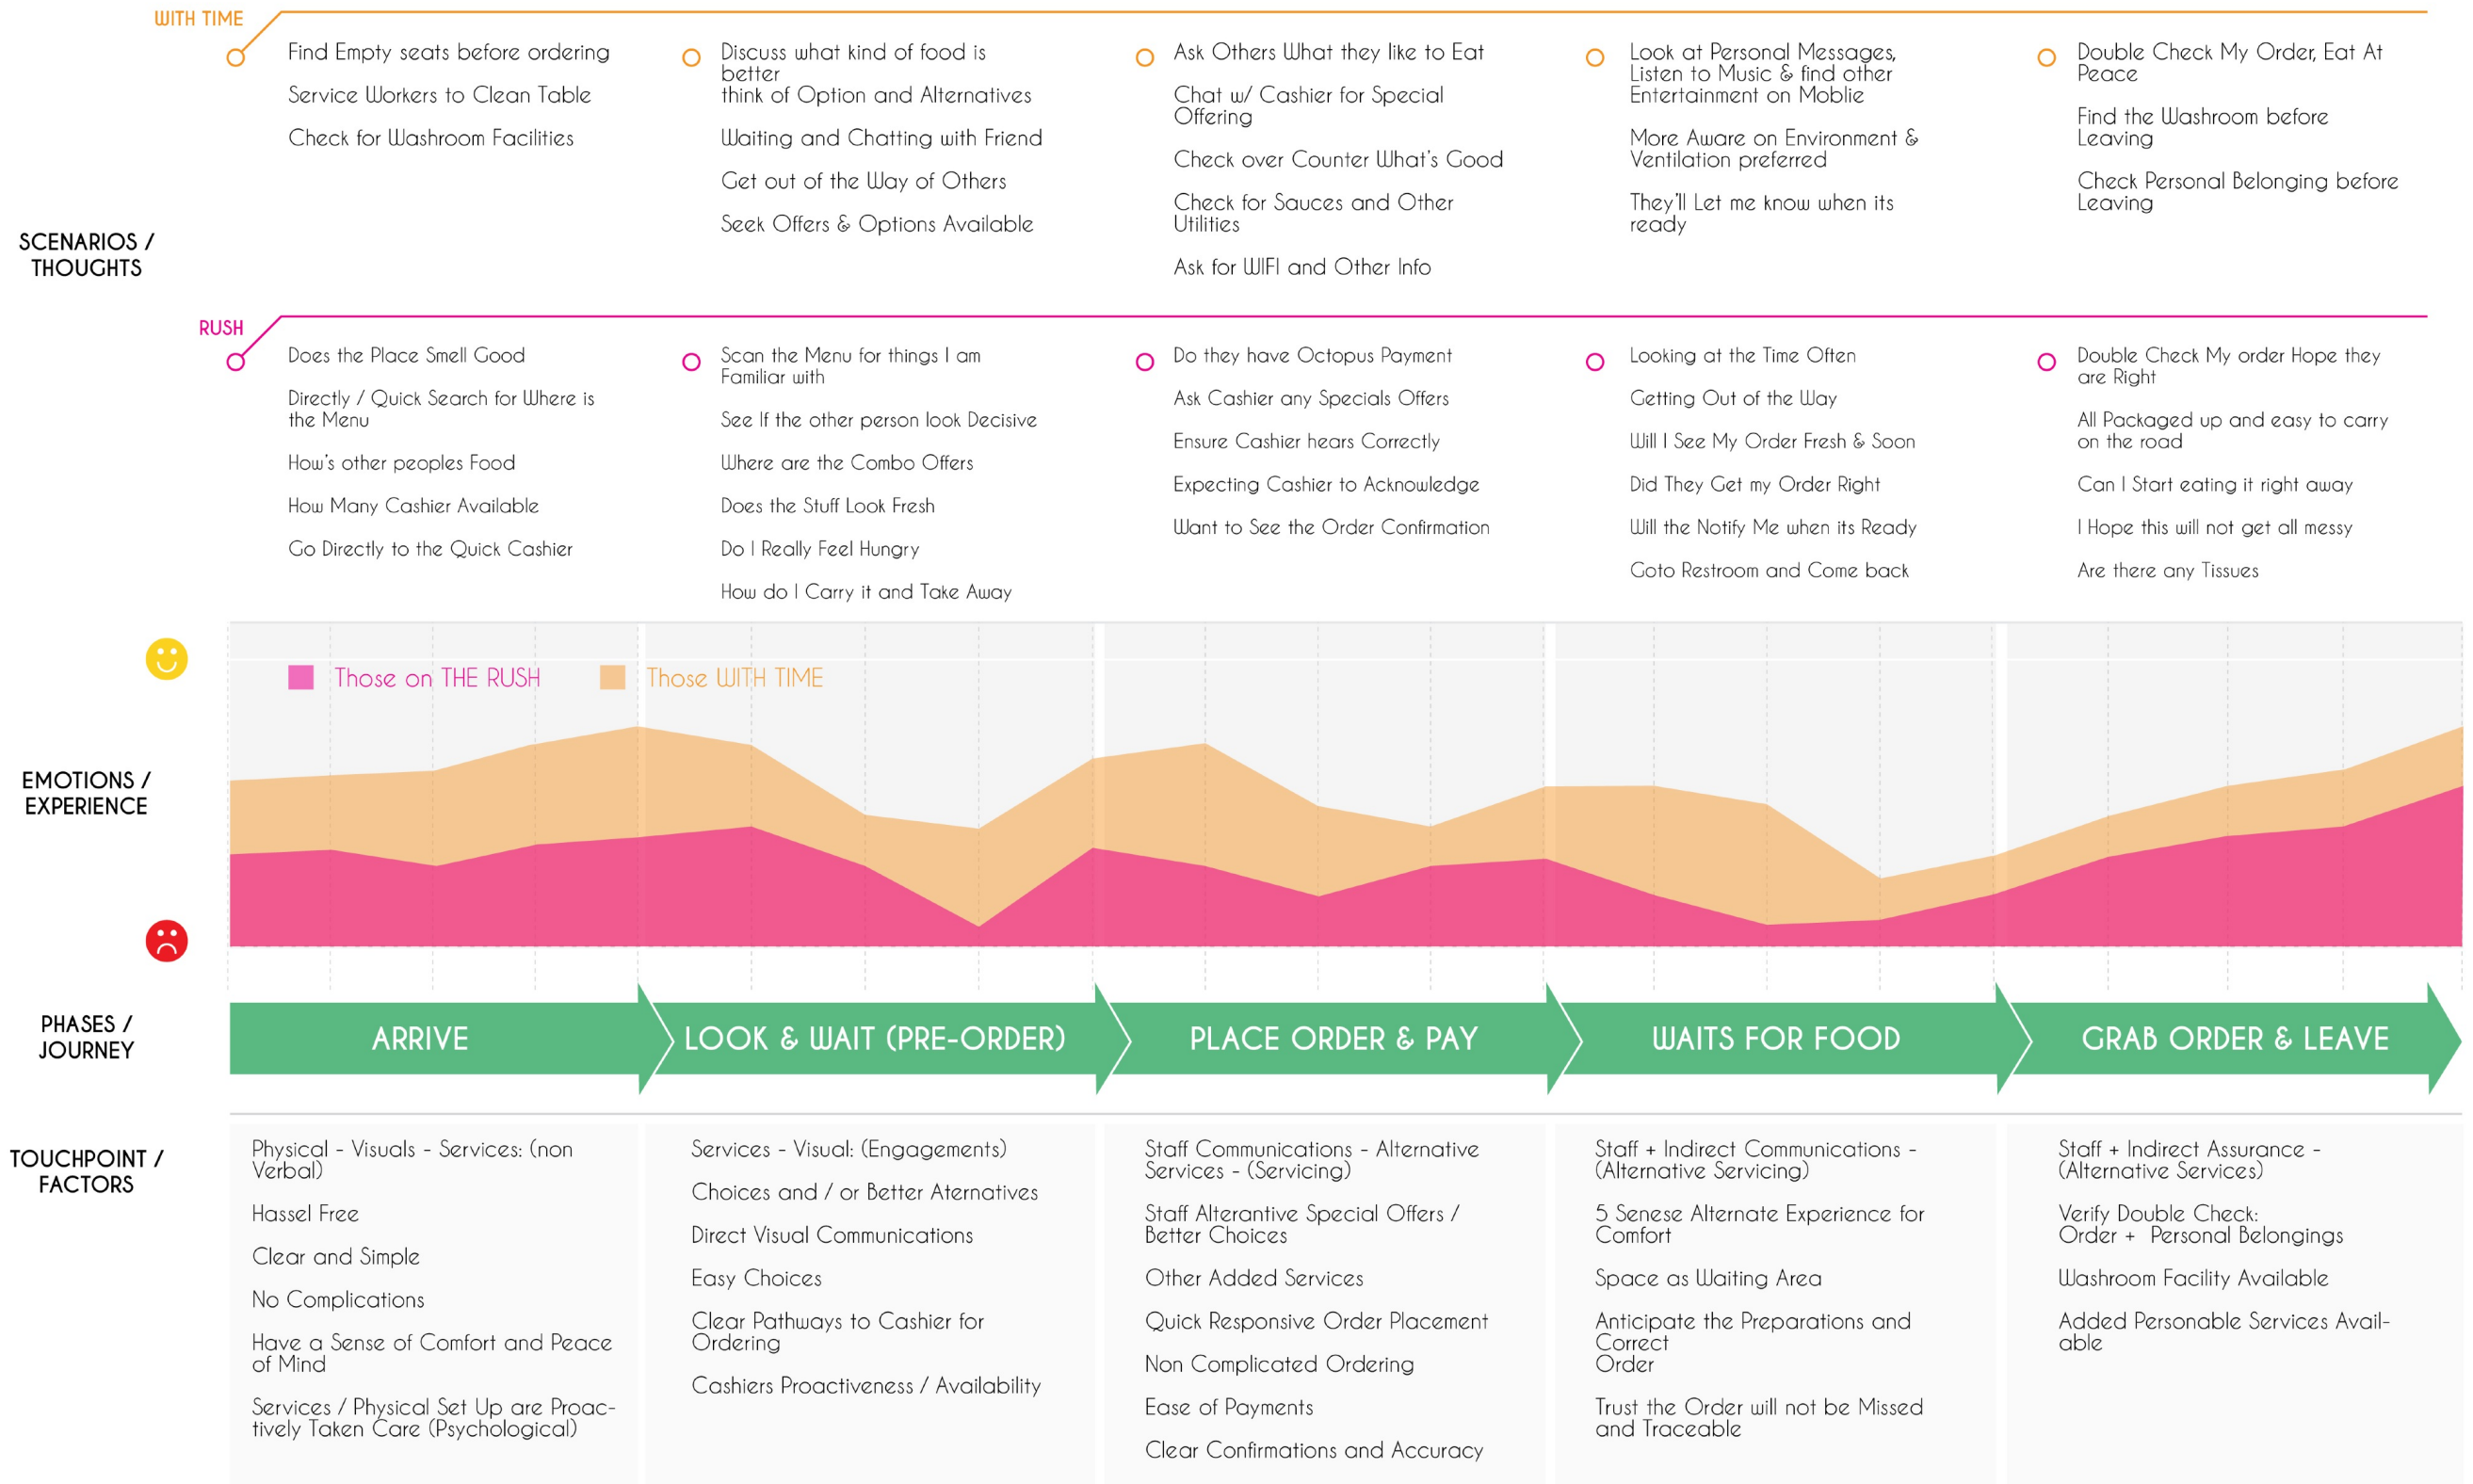 WITH TIME
Find Empty seats before ordering
Service Workers to Clean Table
Check for Washroom Facilities
Discuss what kind of food is
better
think of Option and Alternatives
Waiting and Chatting with Friend
Get out of the Way of Others
Seek Offers & Options Available
Ask Others What they like to Eat
Chat w/ Cashier for Special
Offering
Check over Counter What's Good
Check for Sauces and Other
Utilities
Ask for WIFI and Other Info
Look at Personal Messages,
Listen to Music & find other
Entertainment on Moblie
More Aware on Environment &
Ventilation preferred
They'll Let me know when its
ready
Double Check My Order, Eat At
Peace
Find the Washroom before
Leaving
Check Personal Belonging before
Leaving
SCENARIOS /
THOUGHTS
RUSH
Does the Place Smell Good
Directly / Quick Search for Where is
the Menu
How's other peoples Food
How Many Cashier Available
Go Directly to the Quick Cashier
Scan the Menu for things I am
Familiar with
See If the other person look Decisive
Where are the Combo Offers
Does the Stuff Look Fresh
Do I Really Feel Hungry
How do I Carry it and Take Away
Do they have Octopus Payment
Ask Cashier any Specials Offers
Ensure Cashier hears Correctly
Expecting Cashier to Acknowledge
Want to See the Order Confirmation
Looking at the Time Often
Getting Out of the Way
Will I See My Order Fresh & Soon
Did They Get my Order Right
Will the Notify Me when its Ready
Goto Restroom and Come back
Double Check My order Hope they
are Right
All Packaged up and easy to carry
on the road
Can I Start eating it right away
I Hope this will not get all messy
Are there any Tissues
Those on THE RUSH
Those WITH TIME
EMOTIONS /
EXPERIENCE
PHASES /
JOURNEY
ARRIVE
LOOK & WAIT (PRE-ORDER)
PLACE ORDER & PAY
WAITS FOR FOOD
GRAB ORDER & LEAVE
TOUCHPOINT /
FACTORS
Physical - Visuals - Services: (non
Verbal)
Hassel Free
Clear and Simple
No Complications
Have a Sense of Comfort and Peace
of Mind
Services / Physical Set Up are Proac-
tively Taken Care (Psychological)
Services - Visual: (Engagements)
Choices and / or Better Aternatives
Direct Visual Communications
Easy Choices
Clear Pathways to Cashier for
Ordering
Cashiers Proactiveness / Availability
Staff Communications - Alternative
Services - (Servicing)
Staff Alterantive Special Offers /
Better Choices
Other Added Services
Quick Responsive Order Placement
Non Complicated Ordering
Ease of Payments
Clear Confirmations and Accuracy
Staff + Indirect Communications -
(Alternative Servicing)
5 Senese Alternate Experience for
Comfort
Space as Waiting Area
Anticipate the Preparations and
Correct
Order
Trust the Order will not be Missed
and Traceable
Staff + Indirect Assurance -
(Alternative Services)
Verify Double Check:
Order + Personal Belongings
Washroom Facility Available
Added Personable Services Avail-
able